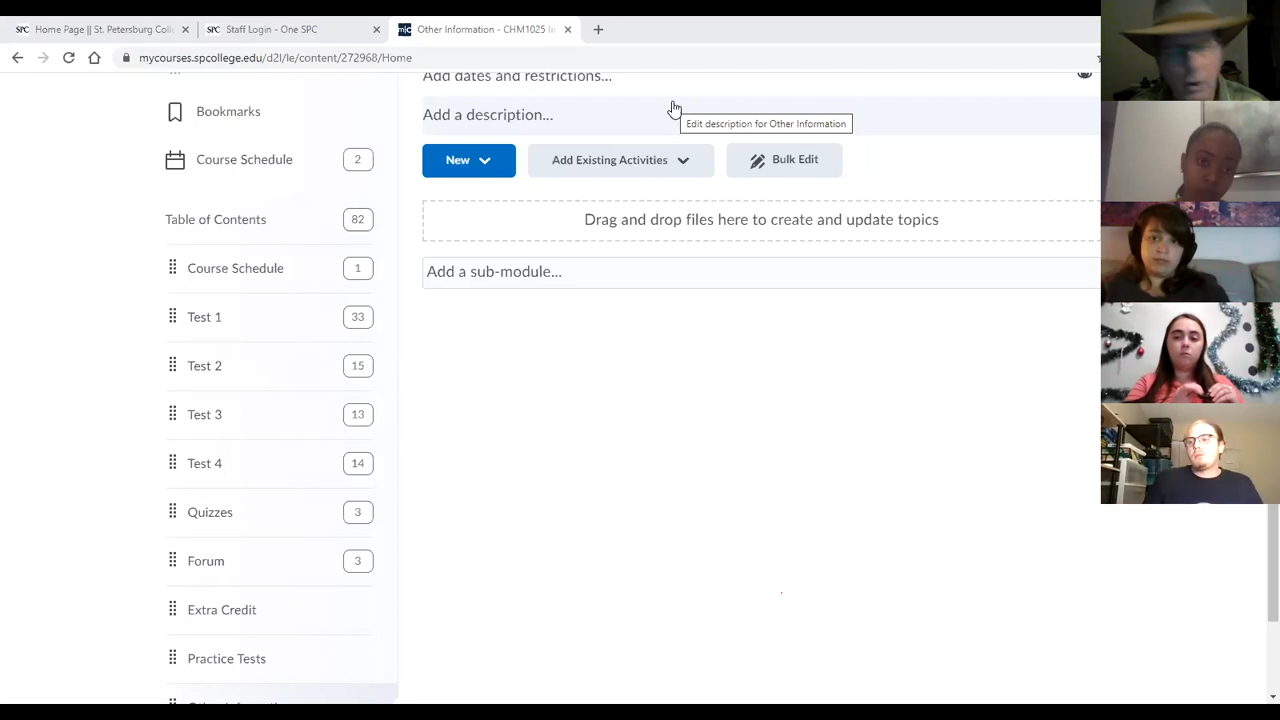 Home Page || St. Petersburg Coll
Staff Login - One SPC
Other Information - CHM1025 In
mycourses.spcollege.edu/d2l/le/content/272968/Home
Add dates and restrictions...
Bookmarks
Add a description...
Edit description for Other Information
Course Schedule 2
New
Add Existing Activities
Bulk Edit
Table of Contents 82
Drag and drop files here to create and update topics
Course Schedule 1
Add a sub-module...
Test 1 33
Test 2 15
Test 3 13
Test 4 14
Quizzes 3
Forum 3
Extra Credit
Practice Tests